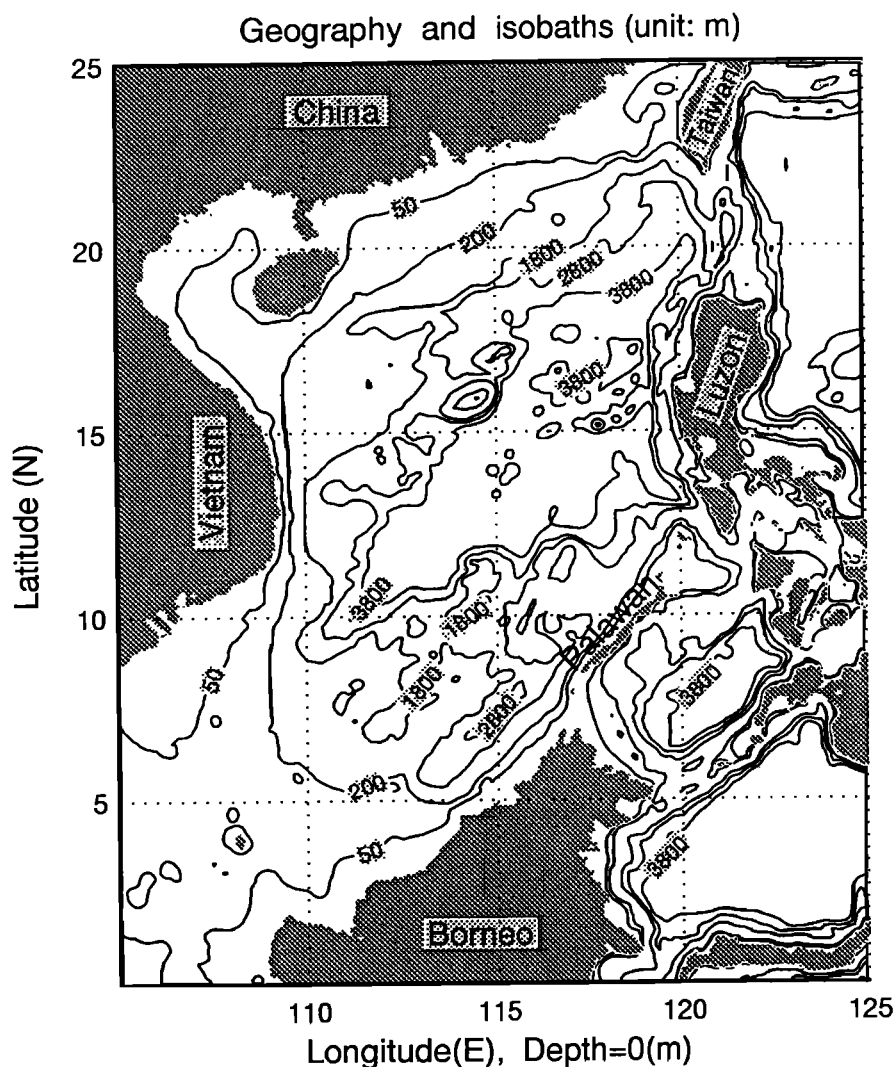 Geography and isobaths (unit: m)
25
China
Taiwan
50
200
1800
2800
3800
20
3800
Luzon
15
Vietnam
Latitude (N)
3800
1800
Palawan
10
50
1800
2800
3800
200
5
50
3800
Borneo
110
115
120
125
Longitude(E), Depth=0(m)